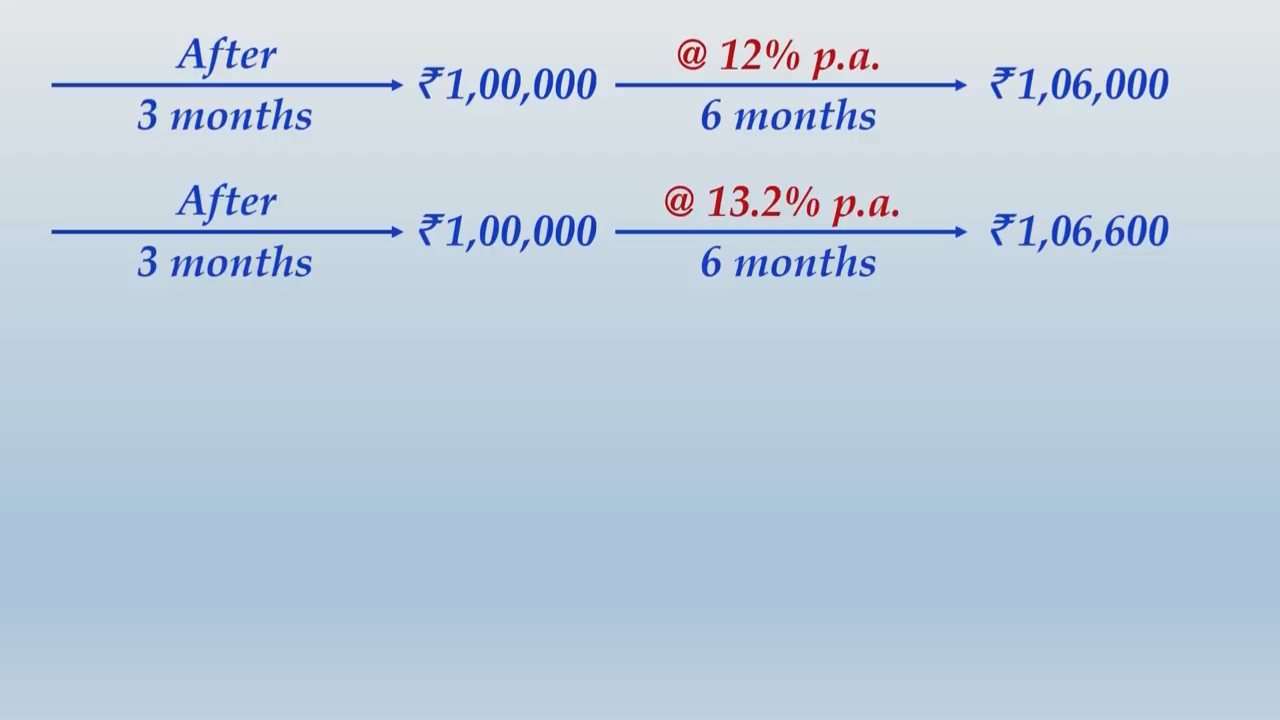 After @ 12% p.a.
₹1,00,000 ₹1,06,000
3 months 6 months
After @ 13.2% p.a.
₹1,00,000 ₹1,06,600
3 months 6 months